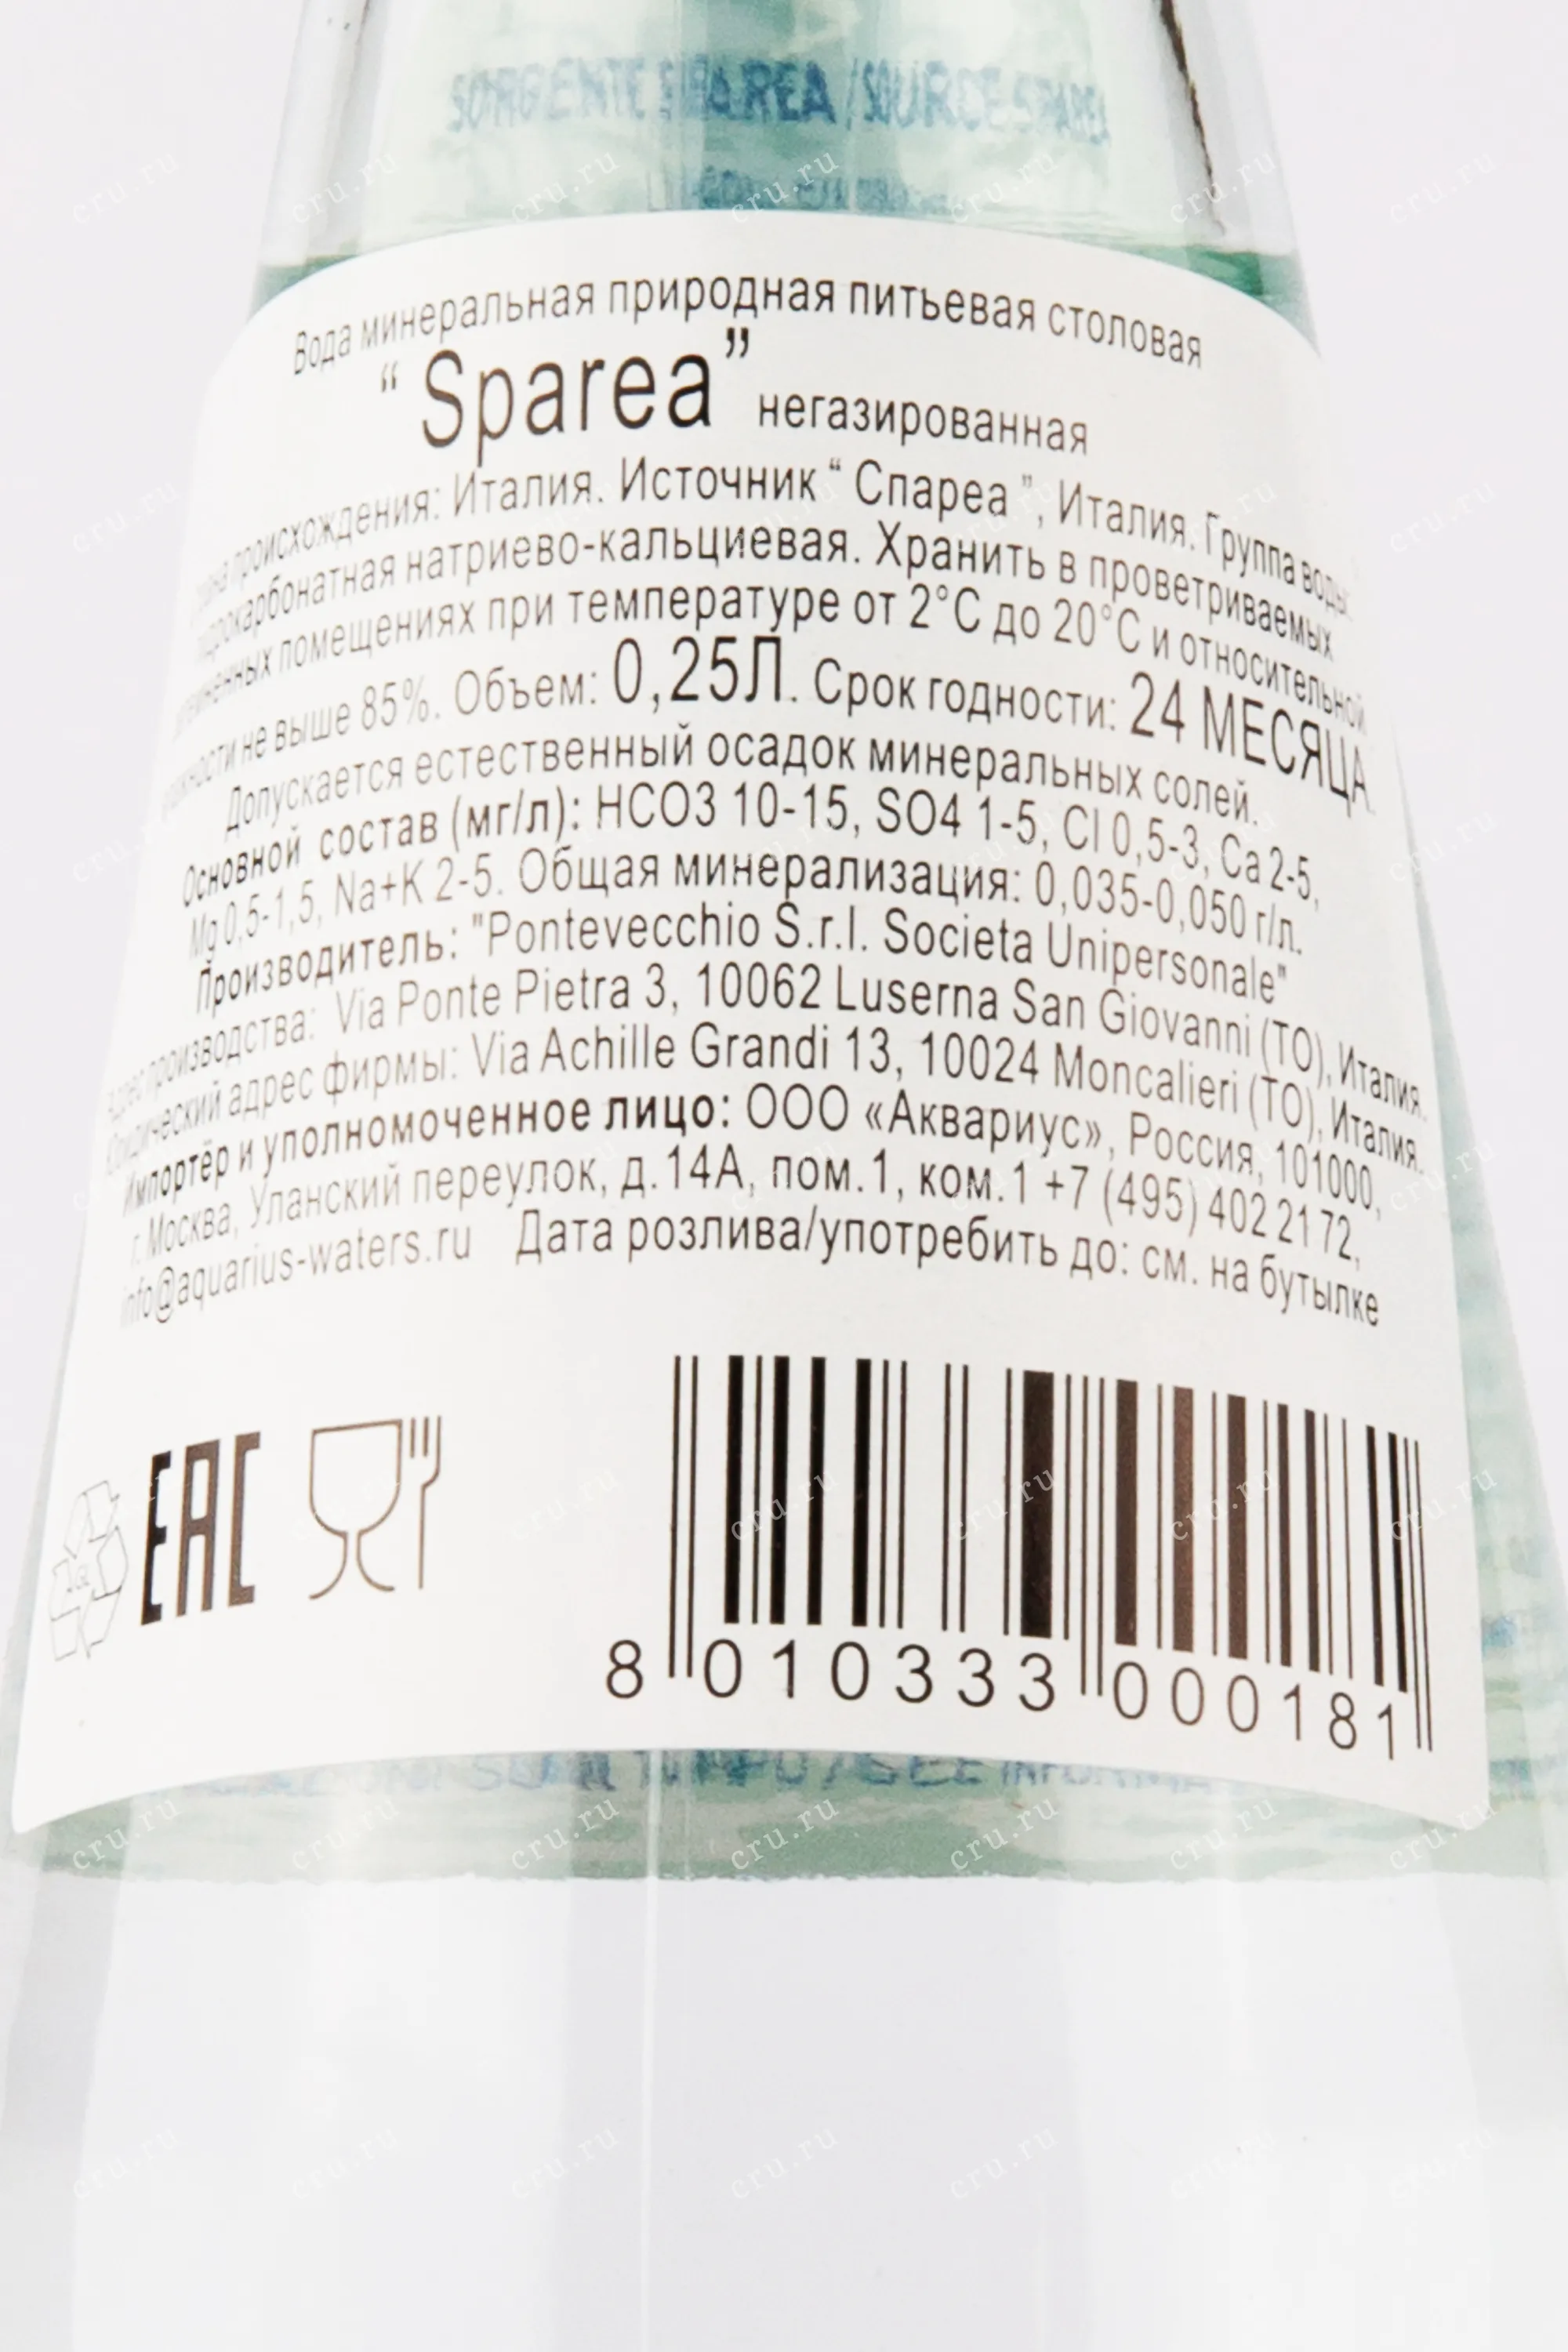 SORGENTE SPAREA / SOURCE SPAREA
Вода минеральная природная питьевая столовая
“ Sparea” негазированная
происхождения: Италия. Источник “ Спареа ”, Италия. Группа воды:
гидрокарбонатная натриево-кальциевая. Хранить в проветриваемых
затемненных помещениях при температуре от 2°C до 20°C и относительной
влажности не выше 85%. Объем: 0,25Л. Срок годности: 24 МЕСЯЦА.
Допускается естественный осадок минеральных солей.
Основной состав (мг/л): HCO3 10-15, SO4 1-5, Cl 0,5-3, Ca 2-5,
Mg 0,5-1,5, Na+K 2-5. Общая минерализация: 0,035-0,050 г/л.
Производитель: "Pontevecchio S.r.l. Societa Unipersonale"
Адрес производства: Via Ponte Pietra 3, 10062 Luserna San Giovanni (TO), Италия.
Юридический адрес фирмы: Via Achille Grandi 13, 10024 Moncalieri (TO), Италия.
Импортёр и уполномоченное лицо: ООО «Аквариус», Россия, 101000,
г. Москва, Уланский переулок, д.14А, пом.1, ком.1 +7 (495) 402 21 72,
info@aquarius-waters.ru Дата розлива/употребить до: см. на бутылке
EAC
8 010333 000181
cru.ru